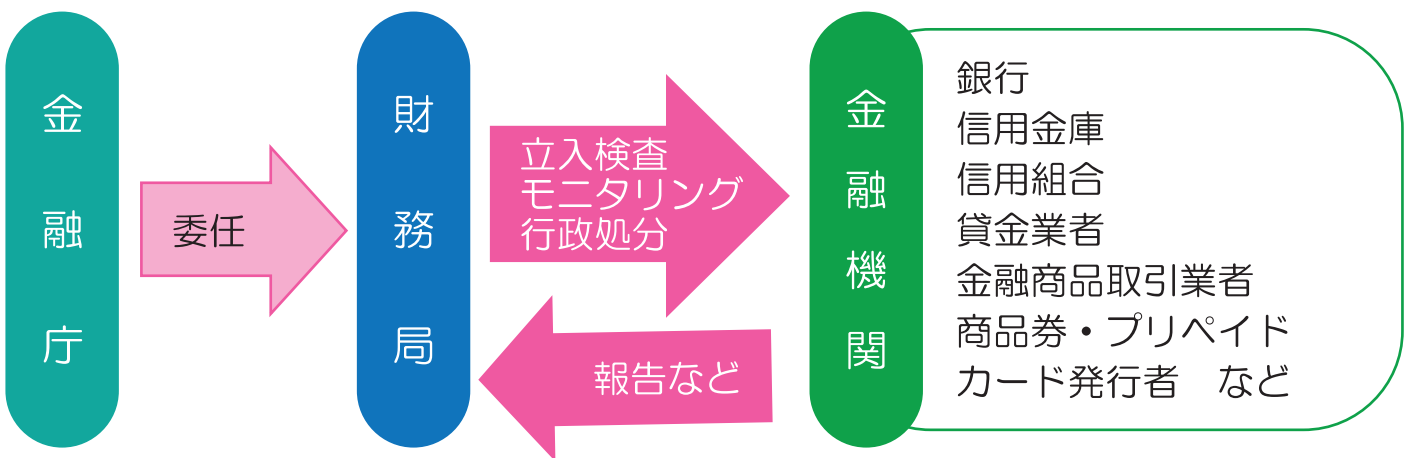 金融庁
委任
財務局
立入検査
モニタリング
行政処分
報告など
金融機関
銀行
信用金庫
信用組合
貸金業者
金融商品取引業者
商品券・プリペイド
カード発行者　など